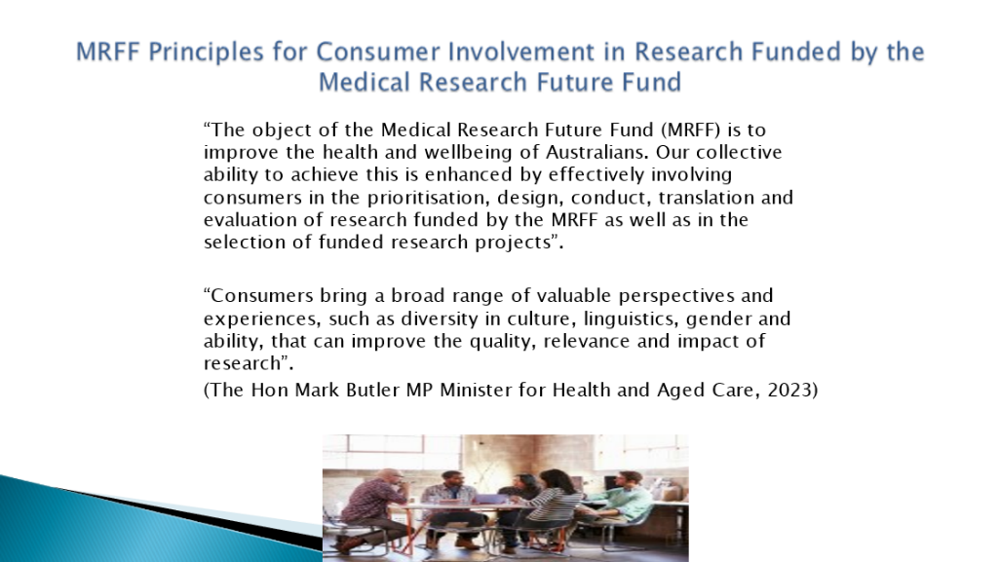 MRFF Principles for Consumer Involvement in Research Funded by the
Medical Research Future Fund
“The object of the Medical Research Future Fund (MRFF) is to
improve the health and wellbeing of Australians. Our collective
ability to achieve this is enhanced by effectively involving
consumers in the prioritisation, design, conduct, translation and
evaluation of research funded by the MRFF as well as in the
selection of funded research projects”.
“Consumers bring a broad range of valuable perspectives and
experiences, such as diversity in culture, linguistics, gender and
ability, that can improve the quality, relevance and impact of
research”.
(The Hon Mark Butler MP Minister for Health and Aged Care, 2023)